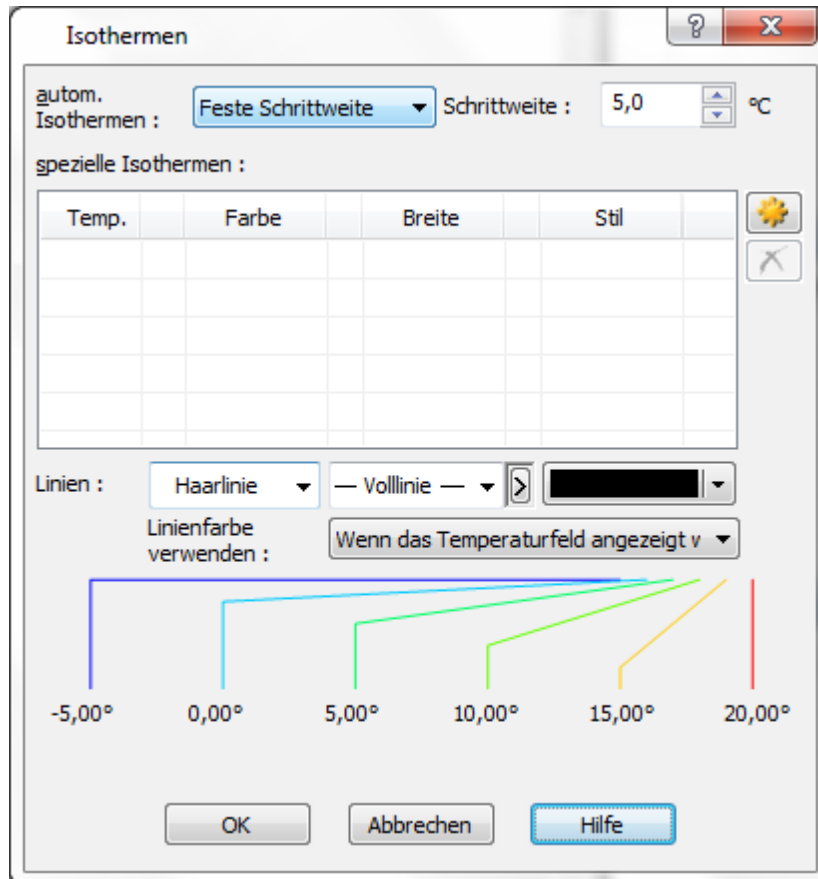 Isothermen
autom.
Isothermen :
Feste Schrittweite
Schrittweite :
5,0
°C
spezielle Isothermen :
Temp. Farbe Breite Stil
Linien :
Haarlinie
— Volllinie —
>
Linienfarbe
verwenden :
Wenn das Temperaturfeld angezeigt v
-5,00° 0,00° 5,00° 10,00° 15,00° 20,00°
OK Abbrechen Hilfe